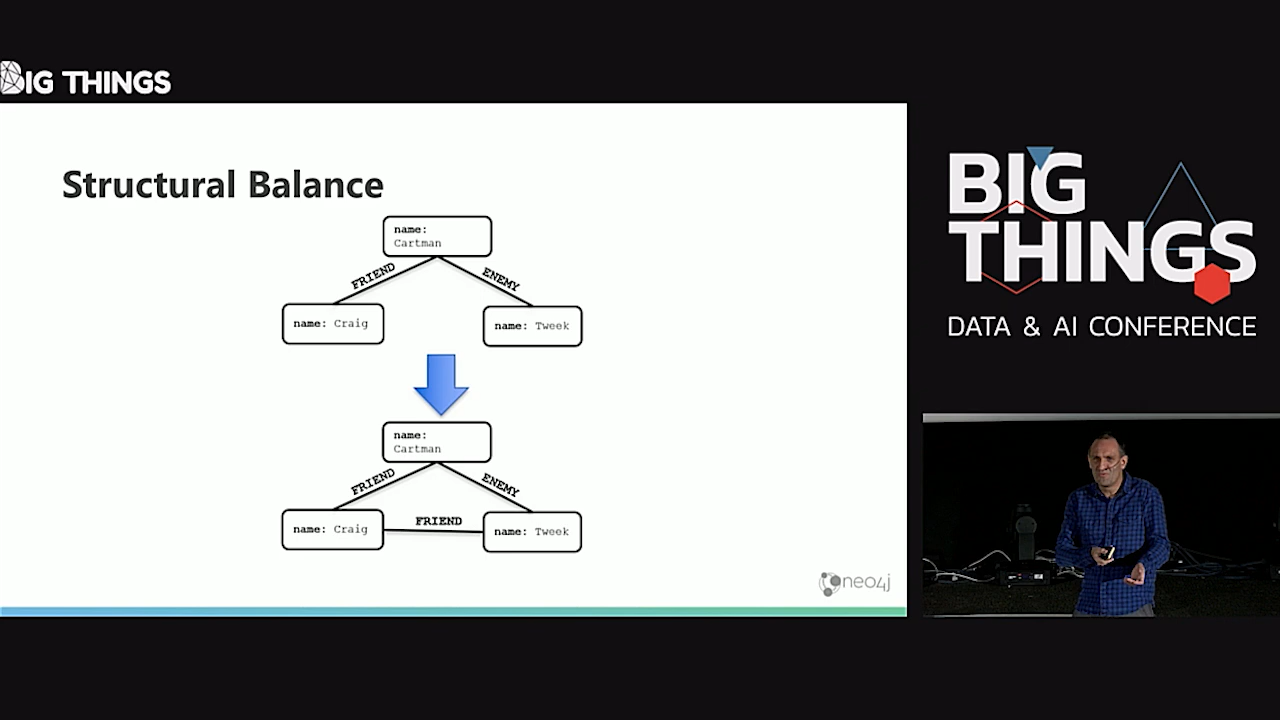 BIG THINGS
Structural Balance
name:
Cartman
FRIEND
ENEMY
name: Craig
name: Tweek
name:
Cartman
FRIEND
ENEMY
name: Craig
FRIEND
name: Tweek
neo4j
BIG
THINGS
DATA & AI CONFERENCE